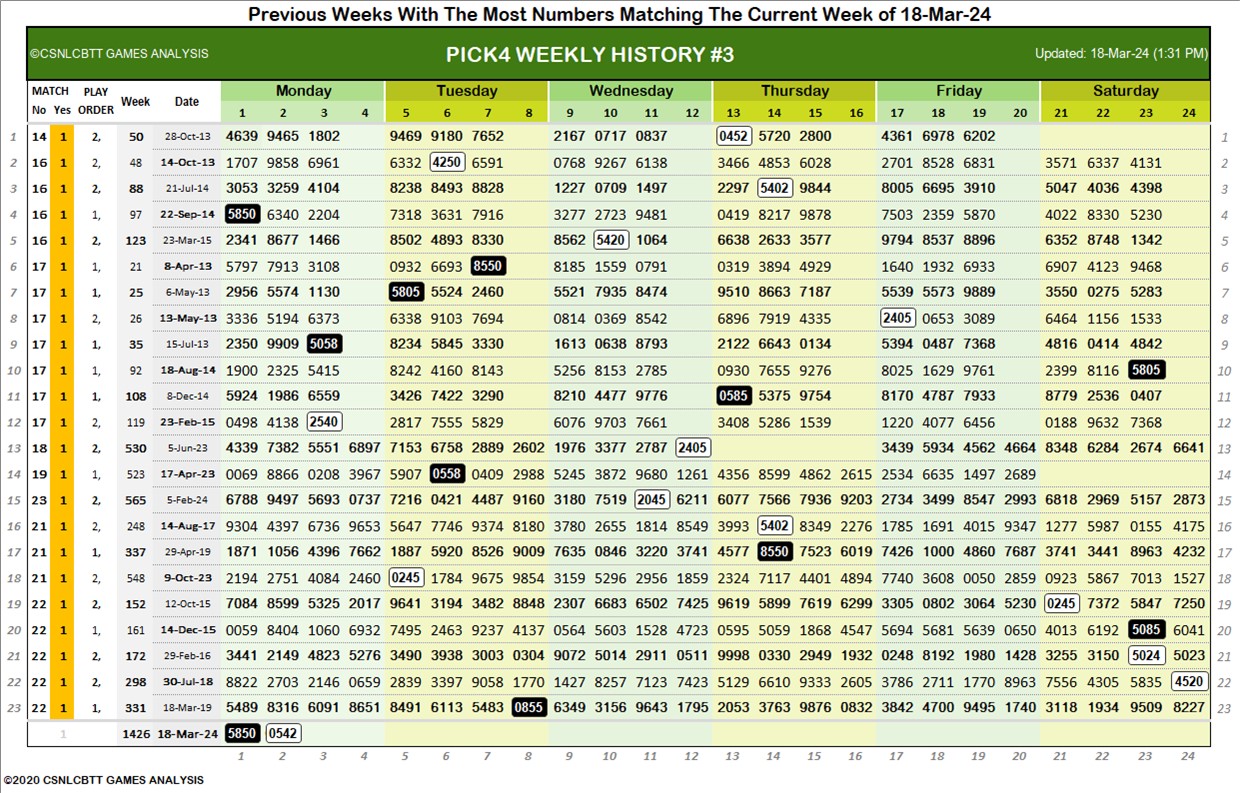 Previous Weeks With The Most Numbers Matching The Current Week of 18-Mar-24
©CSNLCBTT GAMES ANALYSIS PICK4 WEEKLY HISTORY #3 Updated: 18-Mar-24 (1:31 PM)
MATCH PLAY Week Date Monday Tuesday Wednesday Thursday Friday Saturday
No Yes ORDER 1 2 3 4 5 6 7 8 9 10 11 12 13 14 15 16 17 18 19 20 21 22 23 24
1 14 1 2, 50 28-Oct-13 4639 9465 1802 9469 9180 7652 2167 0717 0837 0452 5720 2800 4361 6978 6202 1
2 16 1 2, 48 14-Oct-13 1707 9858 6961 6332 4250 6591 0768 9267 6138 3466 4853 6028 2701 8528 6831 3571 6337 4131 2
3 16 1 2, 88 21-Jul-14 3053 3259 4104 8238 8493 8828 1227 0709 1497 2297 5402 9844 8005 6695 3910 5047 4036 4398 3
4 16 1 1, 97 22-Sep-14 5850 6340 2204 7318 3631 7916 3277 2723 9481 0419 8217 9878 7503 2359 5870 4022 8330 5230 4
5 16 1 2, 123 23-Mar-15 2341 8677 1466 8502 4893 8330 8562 5420 1064 6638 2633 3577 9794 8537 8896 6352 8748 1342 5
6 17 1 1, 21 8-Apr-13 5797 7913 3108 0932 6693 8550 8185 1559 0791 0319 3894 4929 1640 1932 6933 6907 4123 9468 6
7 17 1 1, 25 6-May-13 2956 5574 1130 5805 5524 2460 5521 7935 8474 9510 8663 7187 5539 5573 9889 3550 0275 5283 7
8 17 1 2, 26 13-May-13 3336 5194 6373 6338 9103 7694 0814 0369 8542 6896 7919 4335 2405 0653 3089 6464 1156 1533 8
9 17 1 1, 35 15-Jul-13 2350 9909 5058 8234 5845 3330 1613 0638 8793 2122 6643 0134 5394 0487 7368 4816 0414 4842 9
10 17 1 1, 92 18-Aug-14 1900 2325 5415 8242 4160 8143 5256 8153 2785 0930 7655 9276 8025 1629 9761 2399 8116 5805 10
11 17 1 1, 108 8-Dec-14 5924 1986 6559 3426 7422 3290 8210 4477 9776 0585 5375 9754 8170 4787 7933 8779 2536 0407 11
12 17 1 2, 119 23-Feb-15 0498 4138 2540 2817 7555 5829 6076 9703 7661 3408 5286 1539 1220 4077 6456 0188 9632 7368 12
13 18 1 2, 530 5-Jun-23 4339 7382 5551 6897 7153 6758 2889 2602 1976 3377 2787 2405 3439 5934 4562 4664 8348 6284 2674 6641 13
14 19 1 1, 523 17-Apr-23 0069 8866 0208 3967 5907 0558 0409 2988 5245 3872 9680 1261 4356 8599 4862 2615 2534 6635 1497 2689 14
15 23 1 2, 565 5-Feb-24 6788 9497 5693 0737 7216 0421 4487 9160 3180 7519 2045 6211 6077 7566 7936 9203 2734 3499 8547 2993 6818 2969 5157 2873 15
16 21 1 2, 248 14-Aug-17 9304 4397 6736 9653 5647 7746 9374 8180 3780 2655 1814 8549 3993 5402 8349 2276 1785 1691 4015 9347 1277 5987 0155 4175 16
17 21 1 1, 337 29-Apr-19 1871 1056 4396 7662 1887 5920 8526 9009 7635 0846 3220 3741 4577 8550 7523 6019 7426 1000 4860 7687 3741 3441 8963 4232 17
18 21 1 2, 548 9-Oct-23 2194 2751 4084 2460 0245 1784 9675 9854 3159 5296 2956 1859 2324 7117 4401 4894 7740 3608 0050 2859 0923 5867 7013 1527 18
19 22 1 2, 152 12-Oct-15 7084 8599 5325 2017 9641 3194 3482 8848 2307 6683 6502 7425 9619 5899 7619 6299 3305 0802 3064 5230 0245 7372 5847 7250 19
20 22 1 1, 161 14-Dec-15 0059 8404 1060 6932 7495 2463 9237 4137 0564 5603 1528 4723 0595 5059 1868 4547 5694 5681 5639 0650 4013 6192 5085 6041 20
21 22 1 2, 172 29-Feb-16 3441 2149 4823 5276 3490 3933 3003 0304 9072 5014 2911 0511 9998 0330 2949 1932 0248 8192 1980 1428 3255 3150 5024 5023 21
22 22 1 2, 298 30-Jul-18 8822 2703 2146 0659 2839 3397 9058 1770 1427 8257 7123 7423 5129 6610 9333 2605 3786 2711 1770 8963 7556 4305 5835 4520 22
23 22 1 1, 331 18-Mar-19 5489 8316 6091 8651 8491 6113 5483 0855 6349 3156 9643 1795 2053 3763 9876 0832 3842 4700 9495 1740 3118 1934 9509 8227 23
1 1426 18-Mar-24 5850 0542
1 2 3 4 5 6 7 8 9 10 11 12 13 14 15 16 17 18 19 20 21 22 23 24
©2020 CSNLCBTT GAMES ANALYSIS